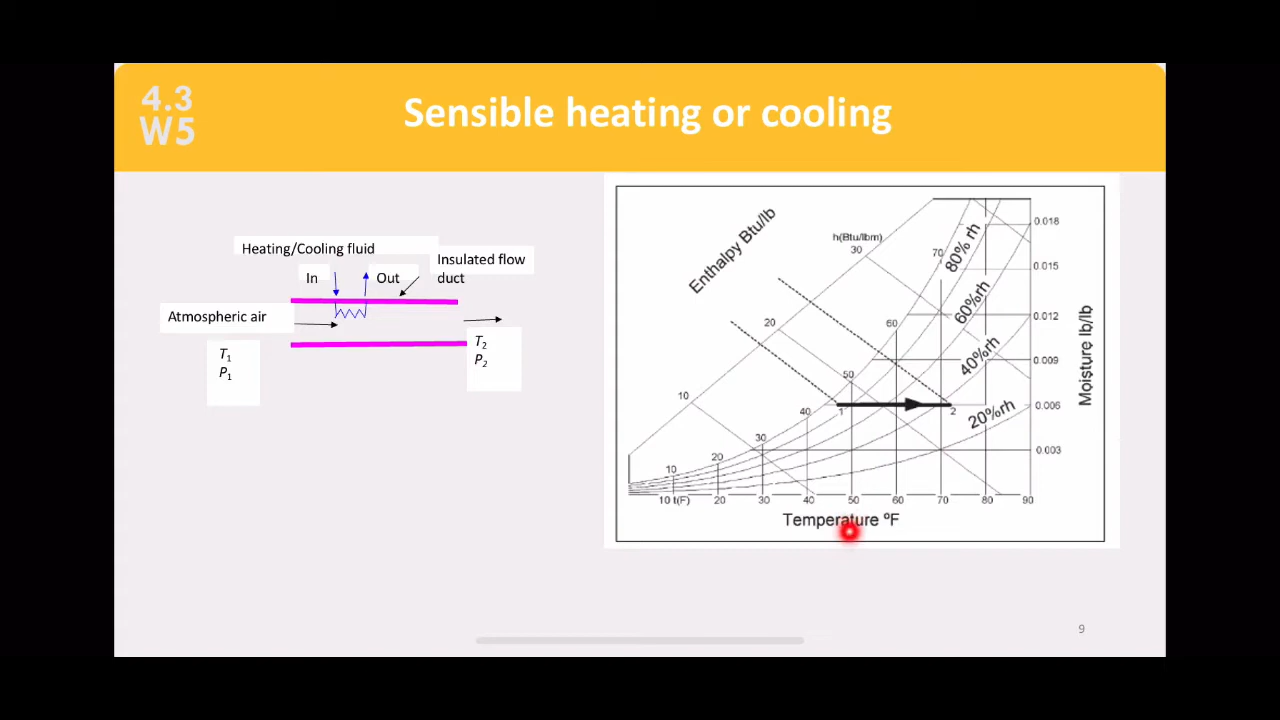 4.3
W5
Sensible heating or cooling
Heating/Cooling fluid
In
Out
Insulated flow
duct
Atmospheric air
T1
P1
T2
P2
Enthalpy Btu/lb
h(Btu/lbm)
30
20
10
70
60
50
40
30
20
10
80% rh
60%rh
40%rh
20%rh
1
2
0.018
0.015
0.012
0.009
0.006
0.003
Moisture lb/lb
10 t(F) 20 30 40 50 60 70 80 90
Temperature ºF
9